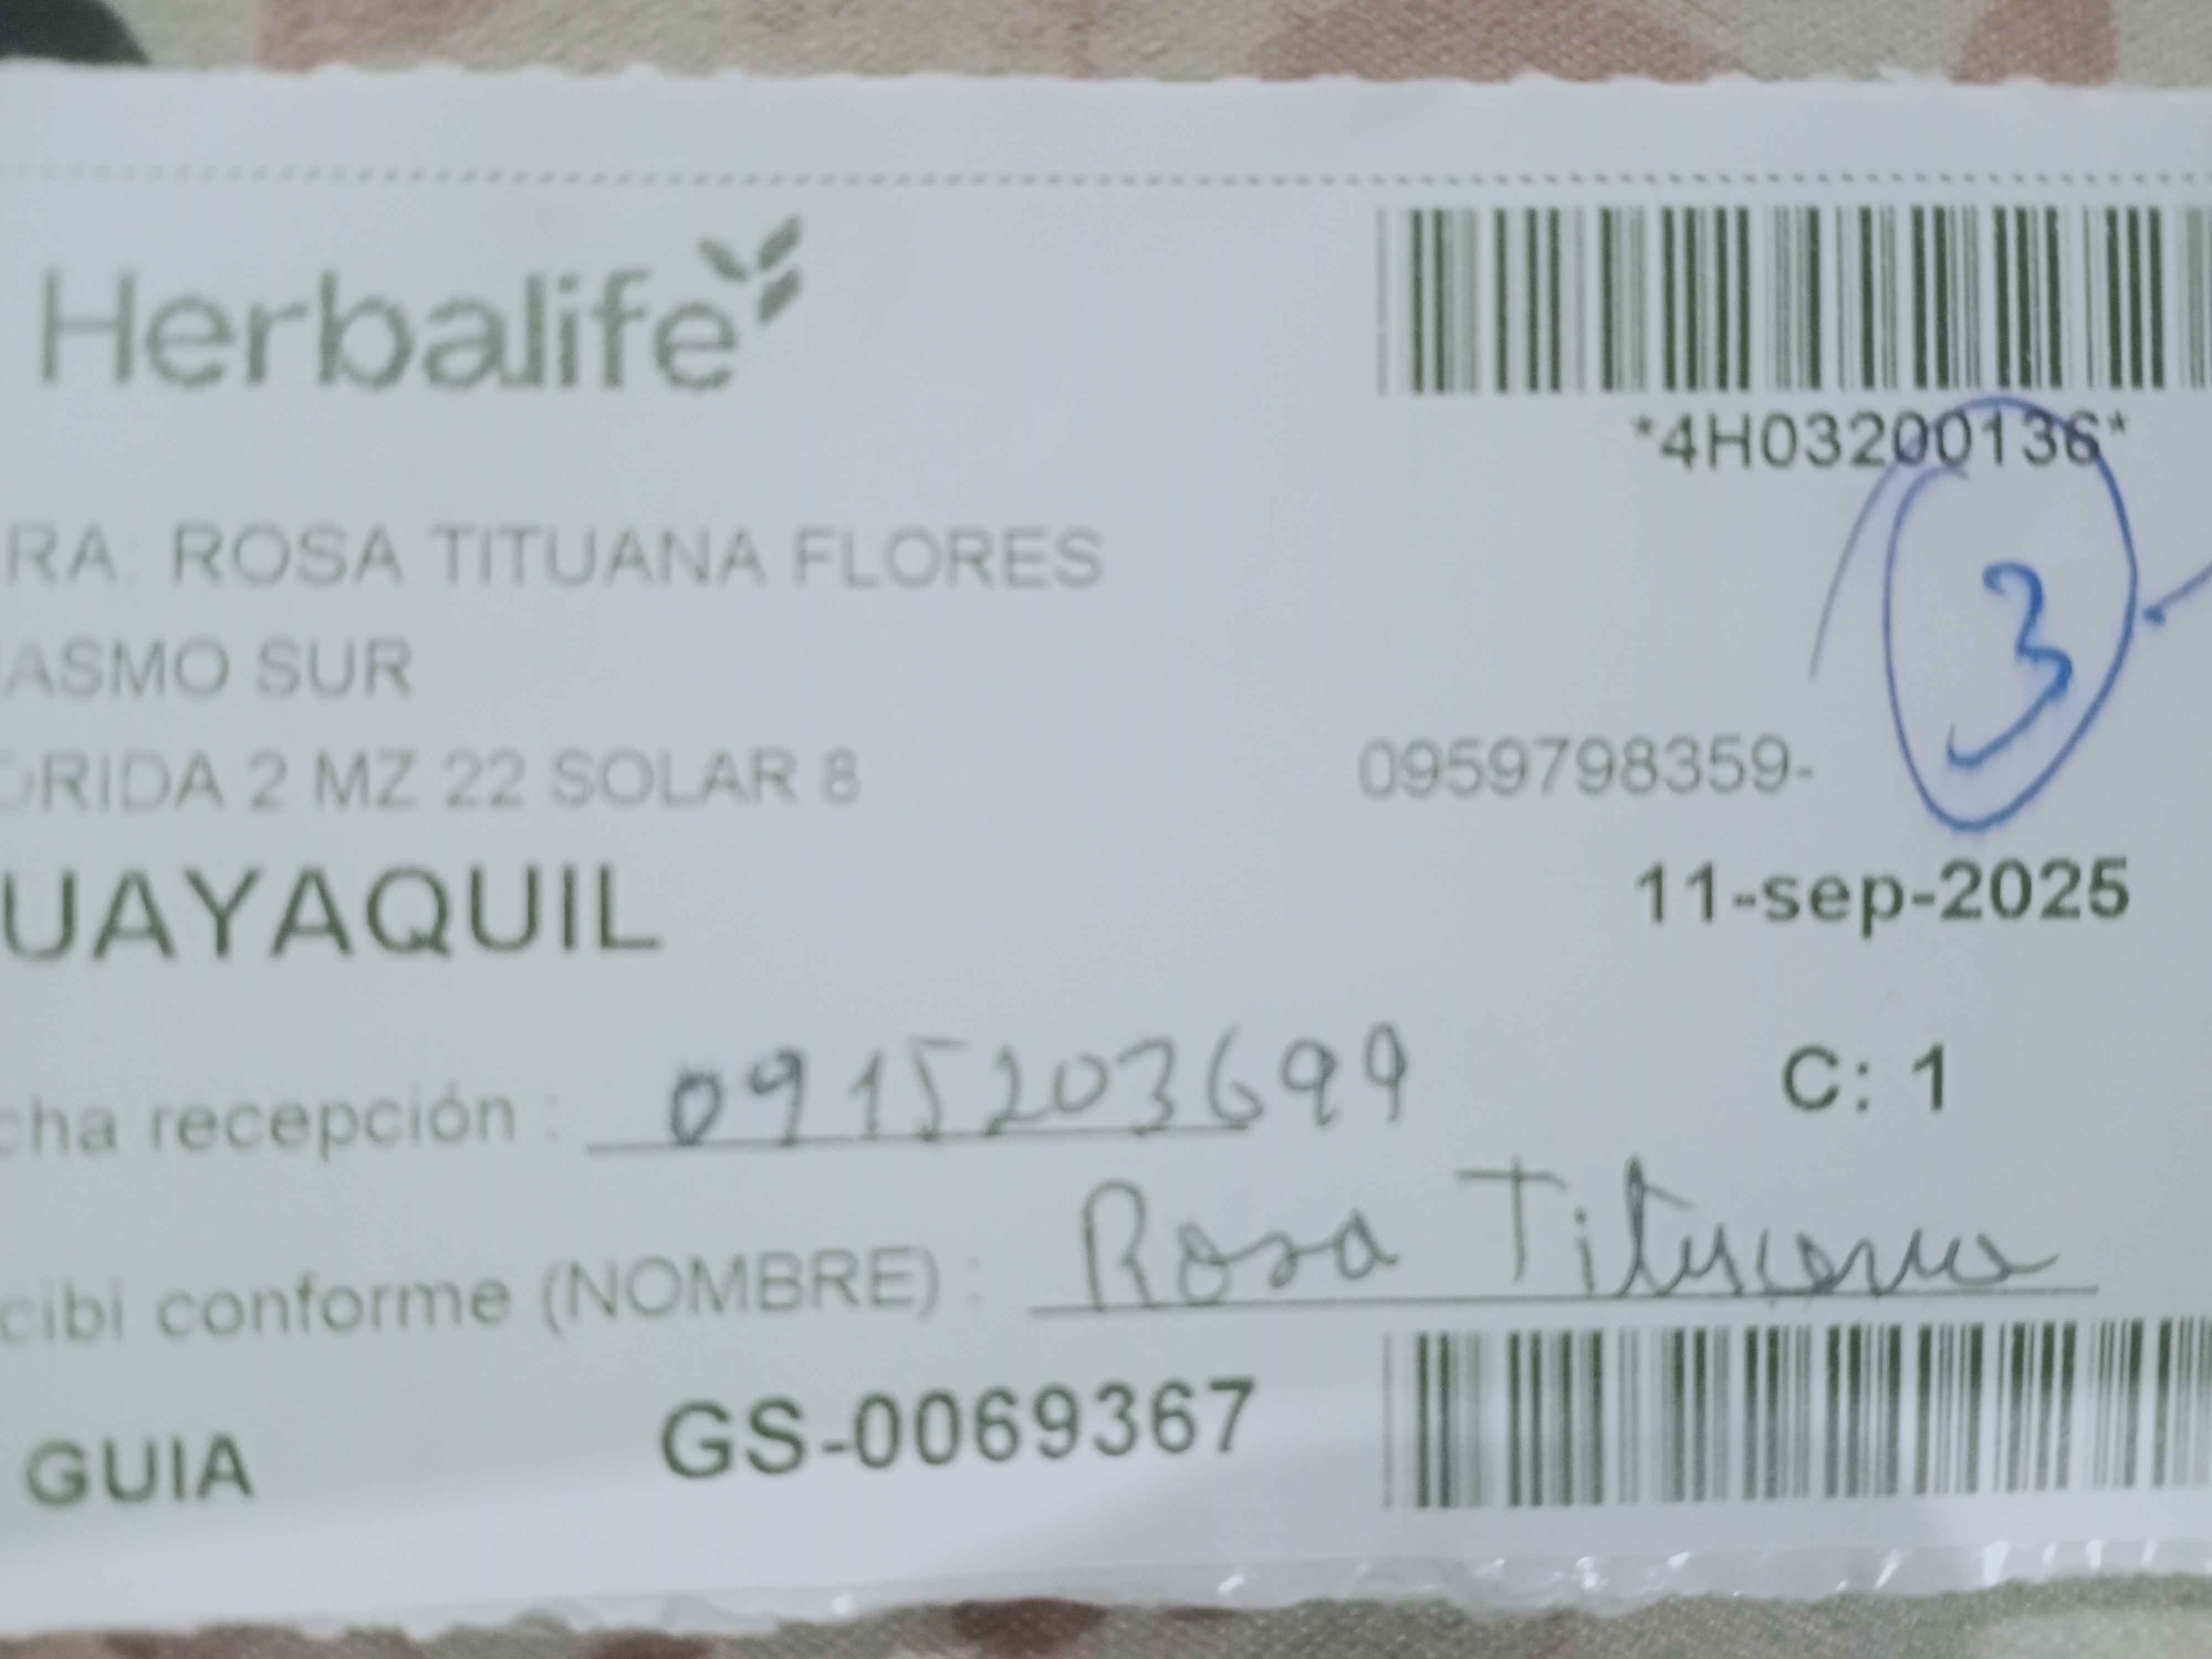 Herbalife
*4H03200136*
RA: ROSA TITUANA FLORES
3
ASMO SUR
ORIDA 2 MZ 22 SOLAR 8 0959798359-
UAYAQUIL 11-sep-2025
cha recepción : 0915203699 C: 1
cibi conforme (NOMBRE) : Rosa Tituana
GUIA GS-0069367